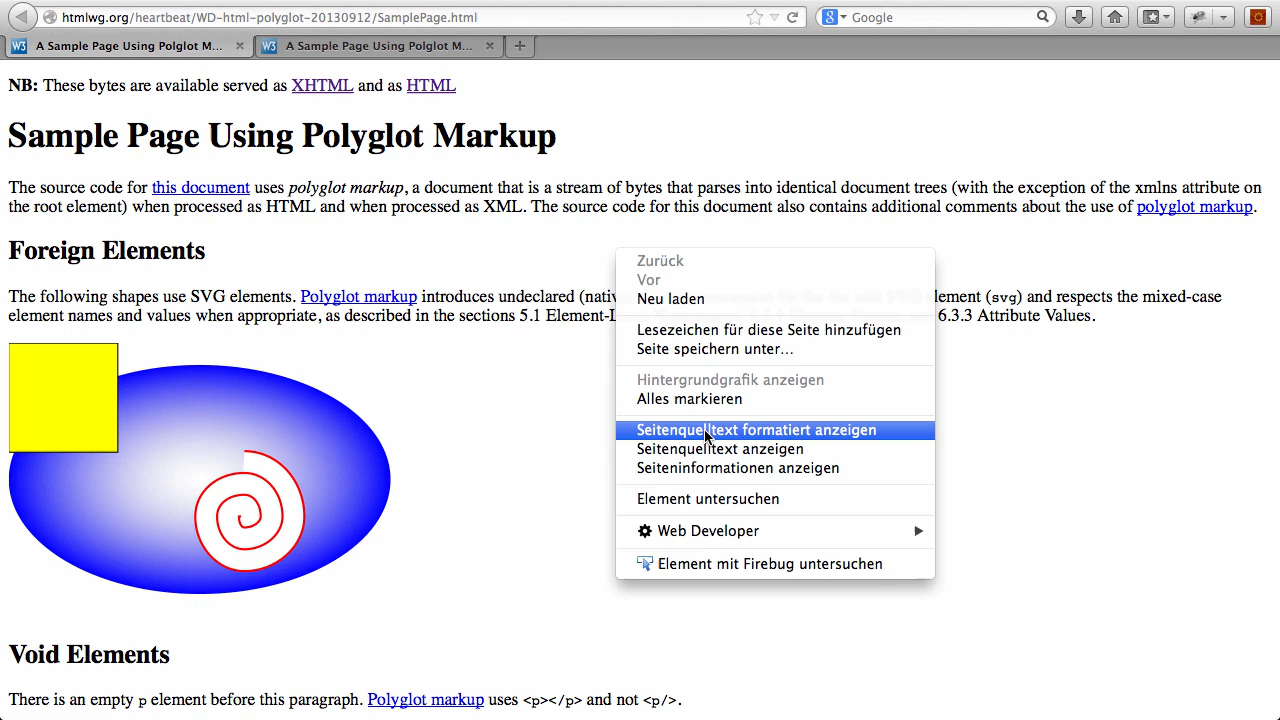 htmlwg.org/heartbeat/WD-html-polyglot-20130912/SamplePage.html
Google
A Sample Page Using Polglot M...
A Sample Page Using Polglot M...
NB: These bytes are available served as XHTML and as HTML
Sample Page Using Polyglot Markup
The source code for this document uses polyglot markup, a document that is a stream of bytes that parses into identical document trees (with the exception of the xmlns attribute on
the root element) when processed as HTML and when processed as XML. The source code for this document also contains additional comments about the use of polyglot markup.
Foreign Elements
The following shapes use SVG elements. Polyglot markup introduces undeclared (nati
element (svg) and respects the mixed-case
element names and values when appropriate, as described in the sections 5.1 Element-L
6.3.3 Attribute Values.
Zurück
Vor
Neu laden
Lesezeichen für diese Seite hinzufügen
Seite speichern unter...
Hintergrundgrafik anzeigen
Alles markieren
Seitenquelltext formatiert anzeigen
Seitenquelltext anzeigen
Seiteninformationen anzeigen
Element untersuchen
Web Developer
Element mit Firebug untersuchen
Void Elements
There is an empty p element before this paragraph. Polyglot markup uses <p></p> and not <p/>.